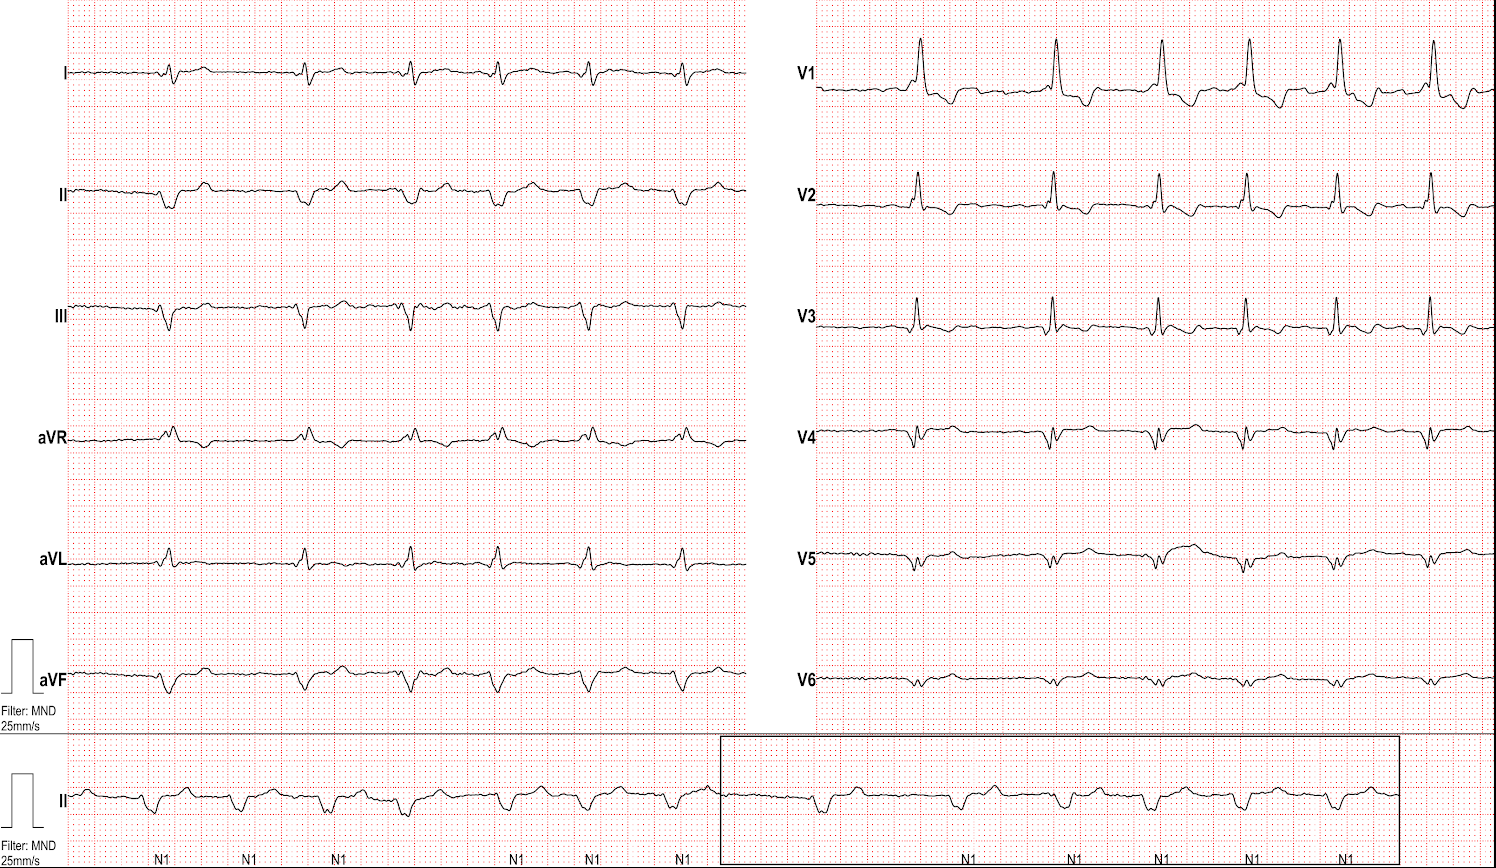 I
V1
II
V2
III
V3
aVR
V4
aVL
V5
aVF
V6
Filter: MND
25mm/s
II
Filter: MND
25mm/s
N1 N1 N1 N1 N1 N1 N1 N1 N1 N1 N1